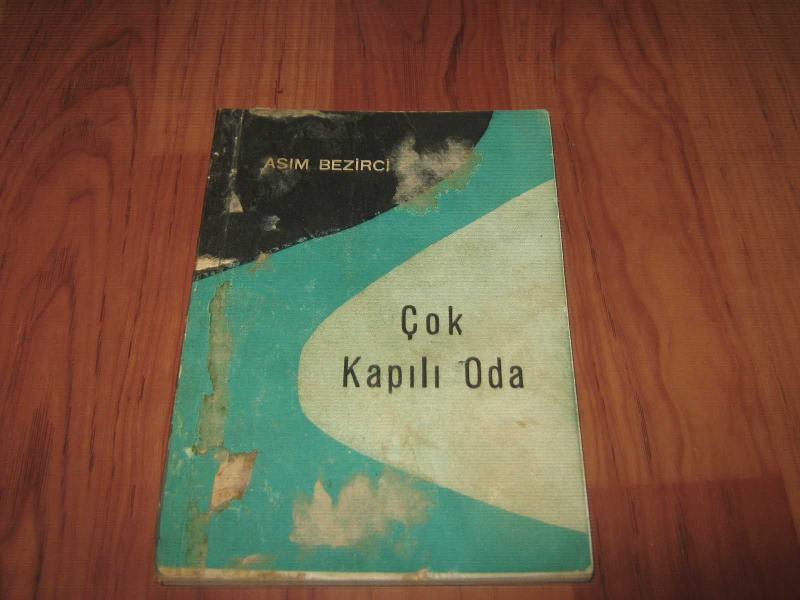 ASIM BEZİRCİ
Çok
Kapılı Oda